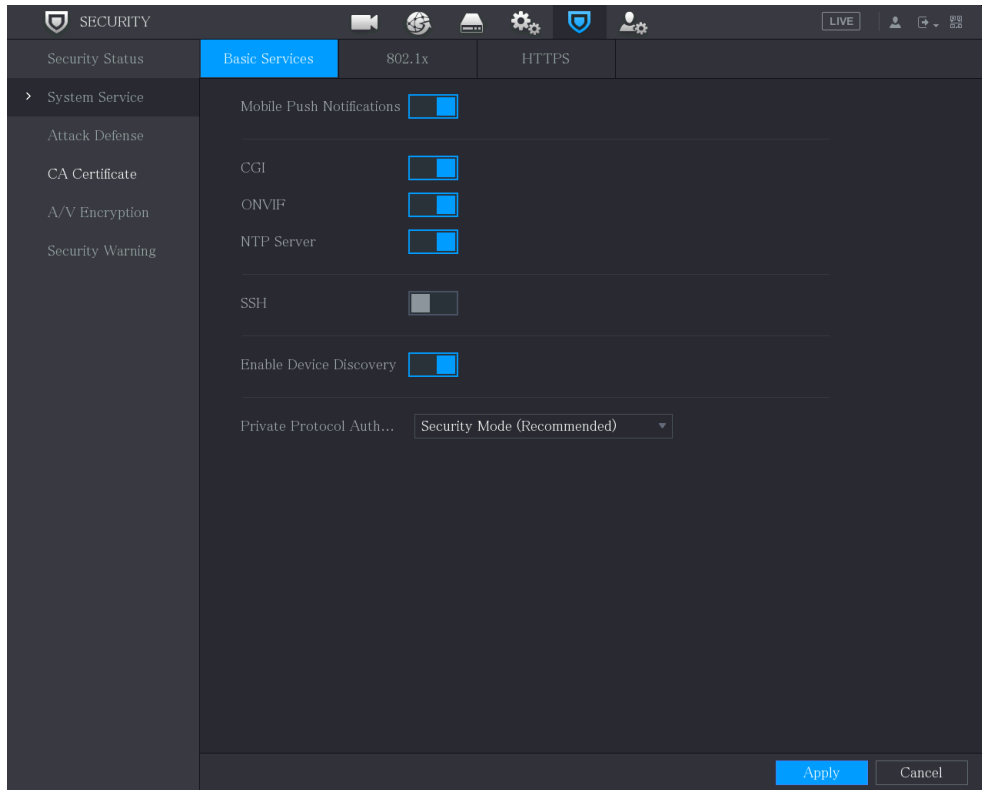 SECURITY
LIVE
Security Status
System Service
Attack Defense
CA Certificate
A/V Encryption
Security Warning
Basic Services
802.1x
HTTPS
Mobile Push Notifications
CGI
ONVIF
NTP Server
SSH
Enable Device Discovery
Private Protocol Auth... Security Mode (Recommended)
Apply
Cancel